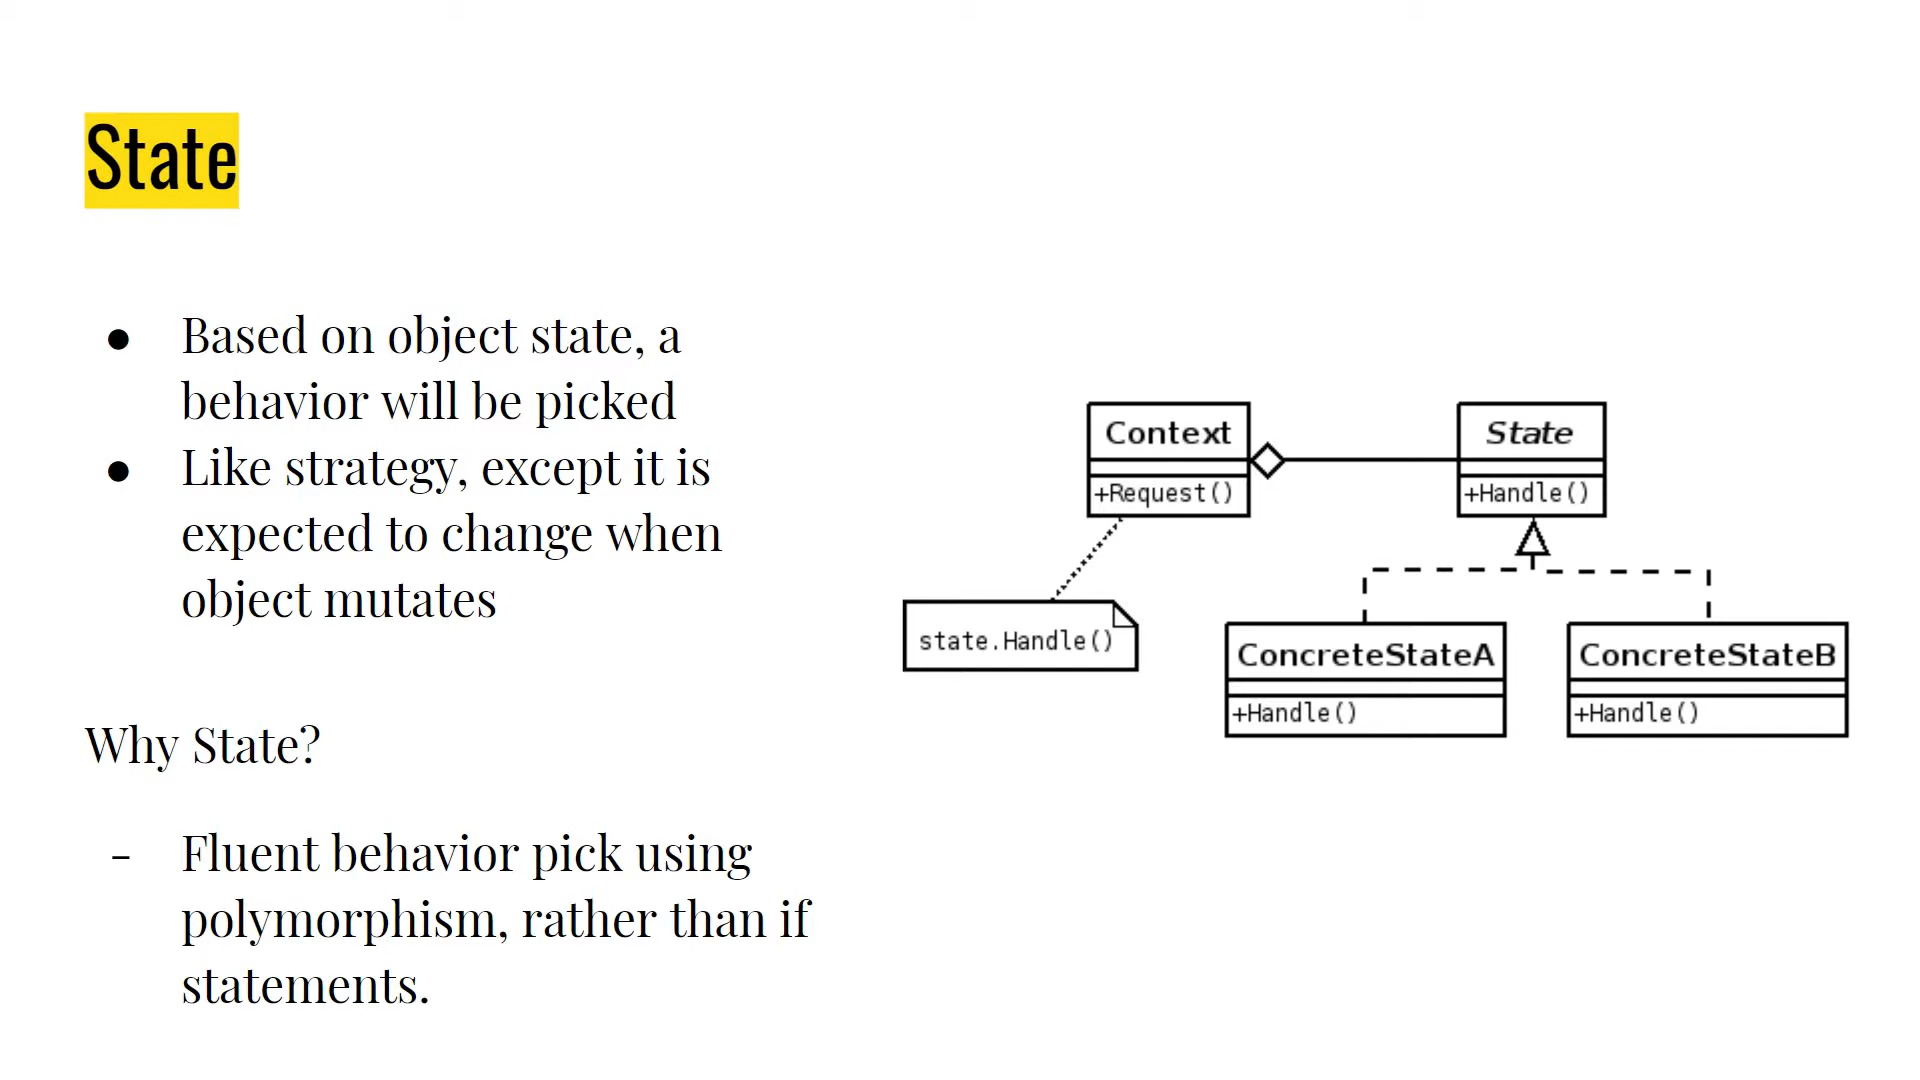 State
● Based on object state, a
behavior will be picked
● Like strategy, except it is
expected to change when
object mutates
Why State?
- Fluent behavior pick using
polymorphism, rather than if
statements.
Context
+Request()
State
+Handle()
state.Handle()
ConcreteStateA
+Handle()
ConcreteStateB
+Handle()